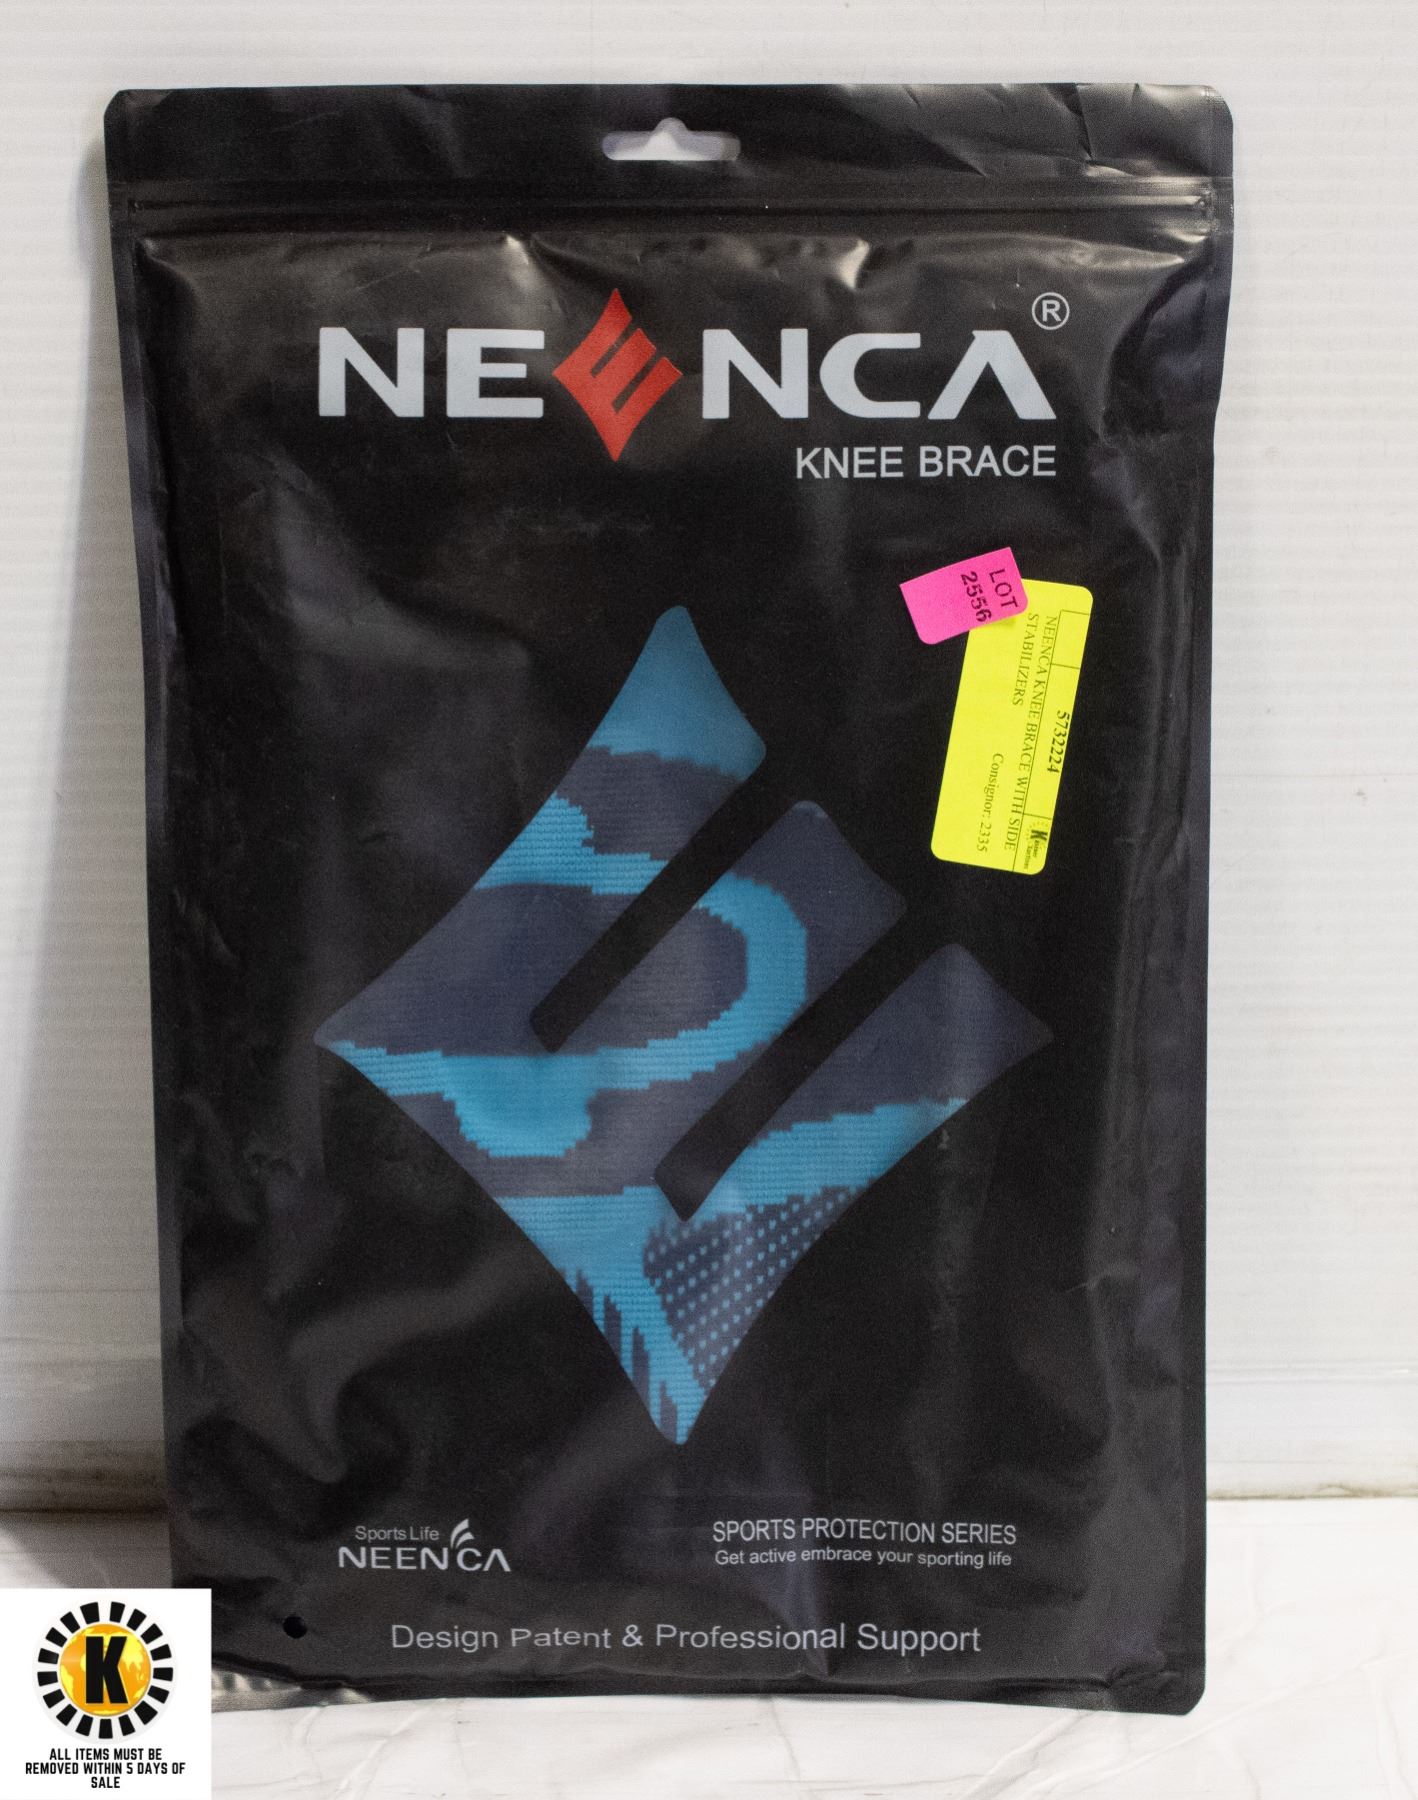 NEENCA®
KNEE BRACE
LOT
2556
5732224
NEENCA KNEE BRACE WITH SIDE
STABILIZERS
Consignor: 2335
Sports Life
NEENCA
SPORTS PROTECTION SERIES
Get active embrace your sporting life
Design Patent & Professional Support
K
ALL ITEMS MUST BE
REMOVED WITHIN 5 DAYS OF
SALE